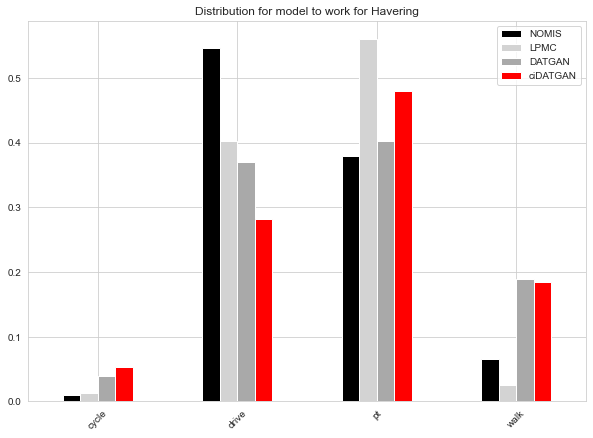 Distribution for model to work for Havering
NOMIS
LPMC
DATGAN
ciDATGAN
0.5
0.4
0.3
0.2
0.1
0.0
cycle
drive
pt
walk